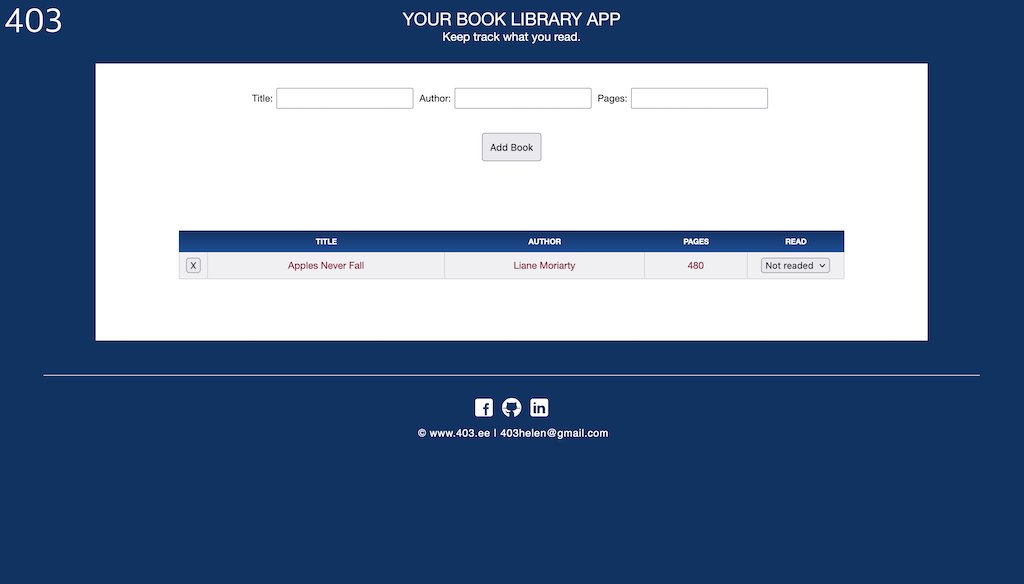 403
YOUR BOOK LIBRARY APP
Keep track what you read.
Title: Author: Pages:
Add Book
TITLE AUTHOR PAGES READ
X Apples Never Fall Liane Moriarty 480 Not readed
© www.403.ee | 403helen@gmail.com